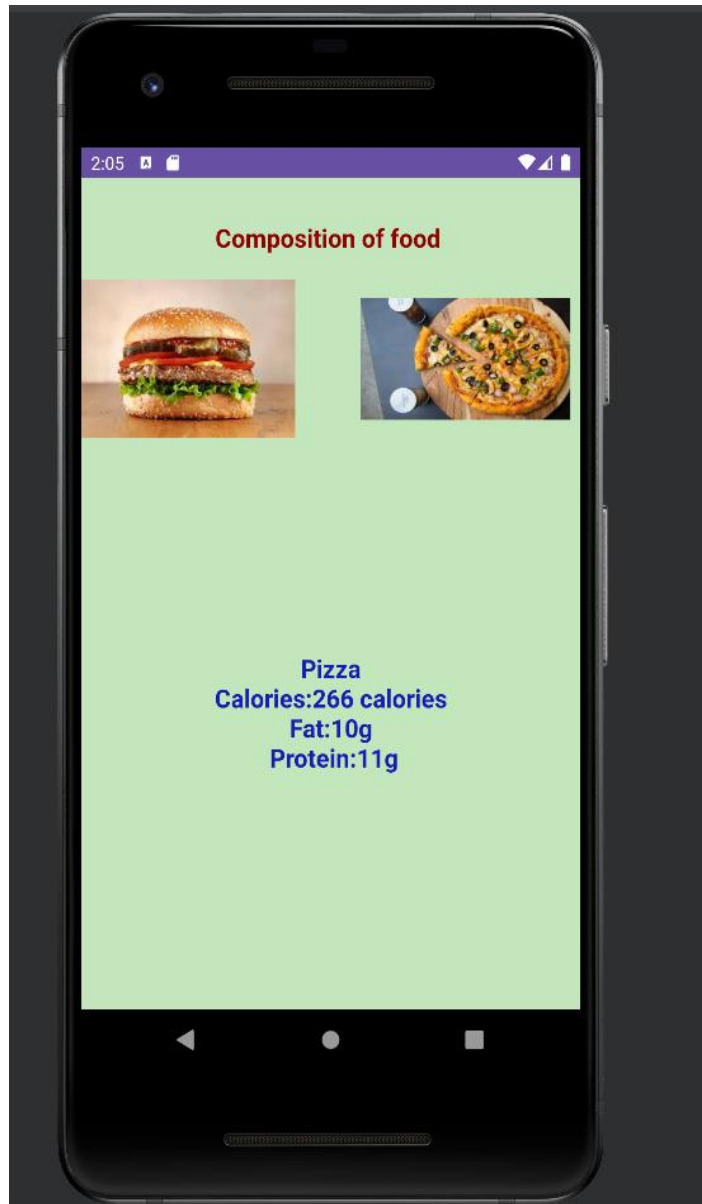 2:05
Composition of food
Pizza
Calories:266 calories
Fat:10g
Protein:11g